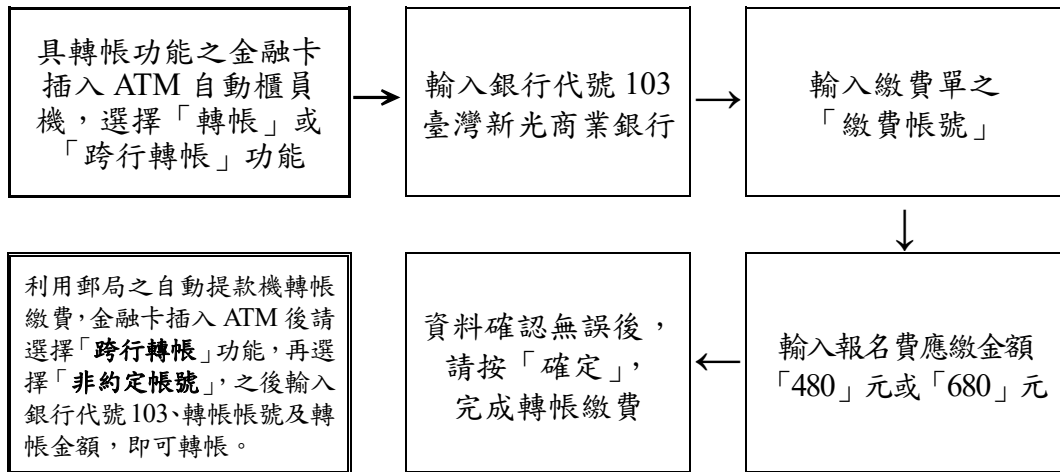 具轉帳功能之金融卡
插入 ATM 自動櫃員
機，選擇「轉帳」或
「跨行轉帳」功能
輸入銀行代號 103
臺灣新光商業銀行
輸入繳費單之
「繳費帳號」
輸入報名費應繳金額
「480」元或「680」元
資料確認無誤後，
請按「確定」，
完成轉帳繳費
利用郵局之自動提款機轉帳
繳費，金融卡插入 ATM 後請
選擇「跨行轉帳」功能，再選
擇「非約定帳號」，之後輸入
銀行代號 103、轉帳帳號及轉
帳金額，即可轉帳。